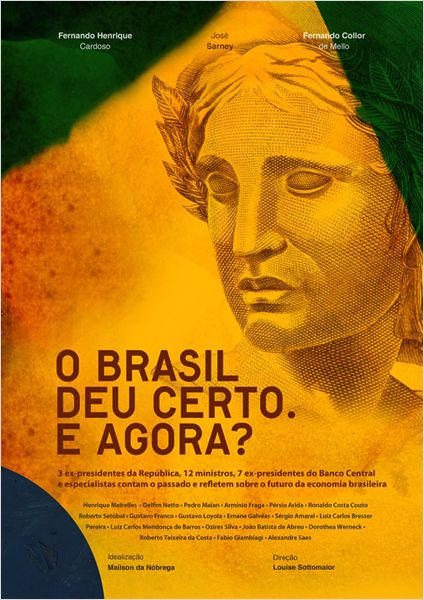 Fernando Henrique
Cardoso
José
Sarney
Fernando Collor
de Mello
O BRASIL
DEU CERTO.
E AGORA?
3 ex-presidentes da República, 12 ministros, 7 ex-presidentes do Banco Central
e especialistas contam o passado e refletem sobre o futuro da economia brasileira
Henrique Meirelles • Delfim Netto • Pedro Malan • Armínio Fraga • Pérsio Arida • Ronaldo Costa Couto
Roberto Setúbal • Gustavo Franco • Gustavo Loyola • Ernane Galvêas • Sérgio Amaral • Luiz Carlos Bresser
Pereira • Luiz Carlos Mendonça de Barros • Ozires Silva • João Batista de Abreu • Dorothea Werneck •
Roberto Teixeira da Costa • Fabio Giambiagi • Alexandre Saes
Idealização
Maílson da Nóbrega
Direção
Louise Sottomaior